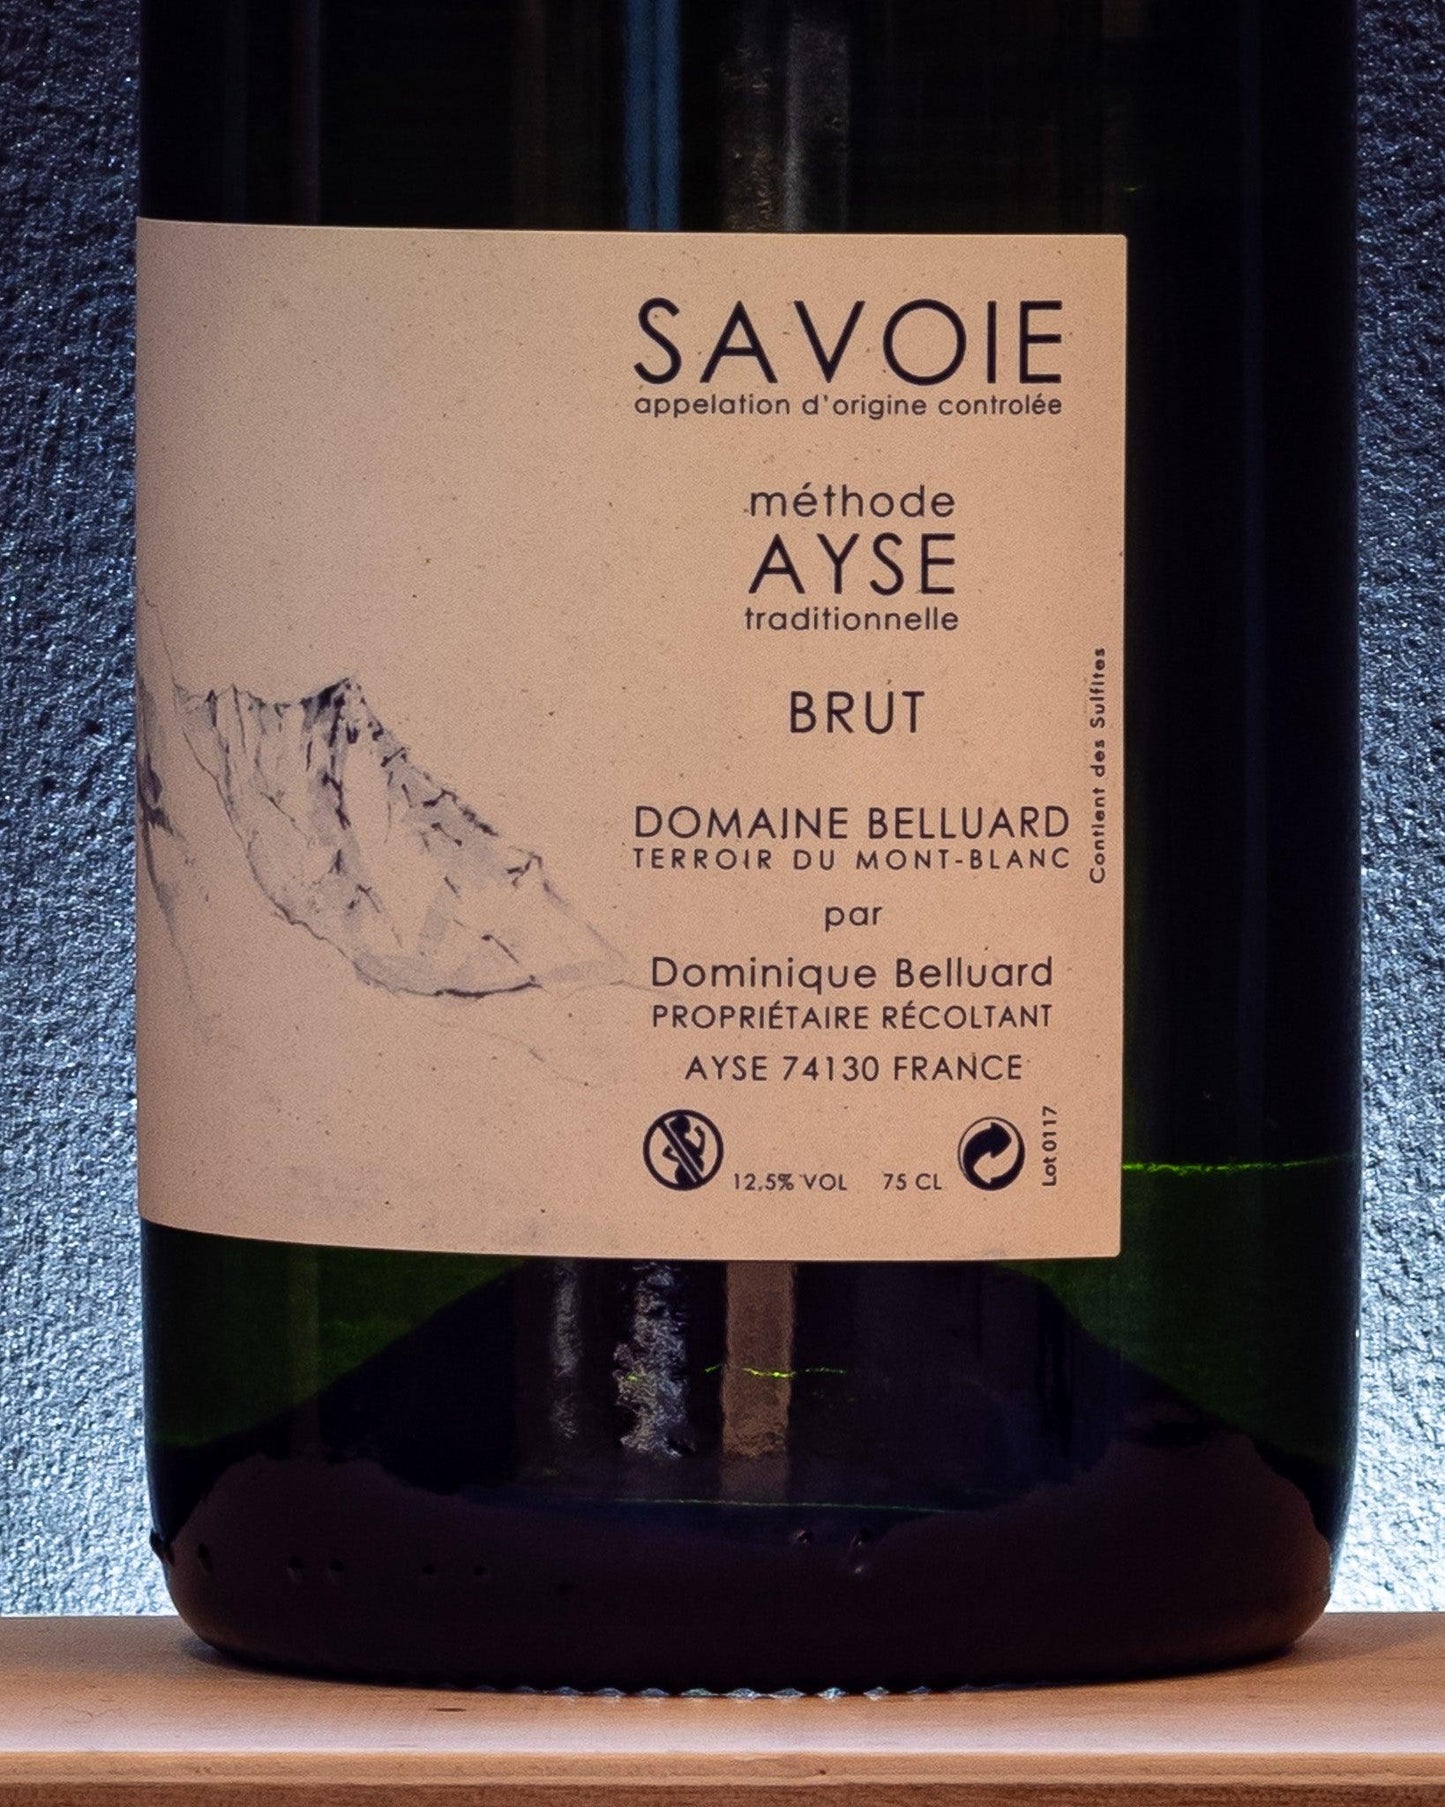 SAVOIE
appelation d'origine controlée
méthode
AYSE
traditionnelle
BRUT
DOMAINE BELLUARD
TERROIR DU MONT-BLANC
par
Dominique Belluard
PROPRIÉTAIRE RÉCOLTANT
AYSE 74130 FRANCE
12,5% VOL 75 CL
Lot 0117
Contient des Sulfites